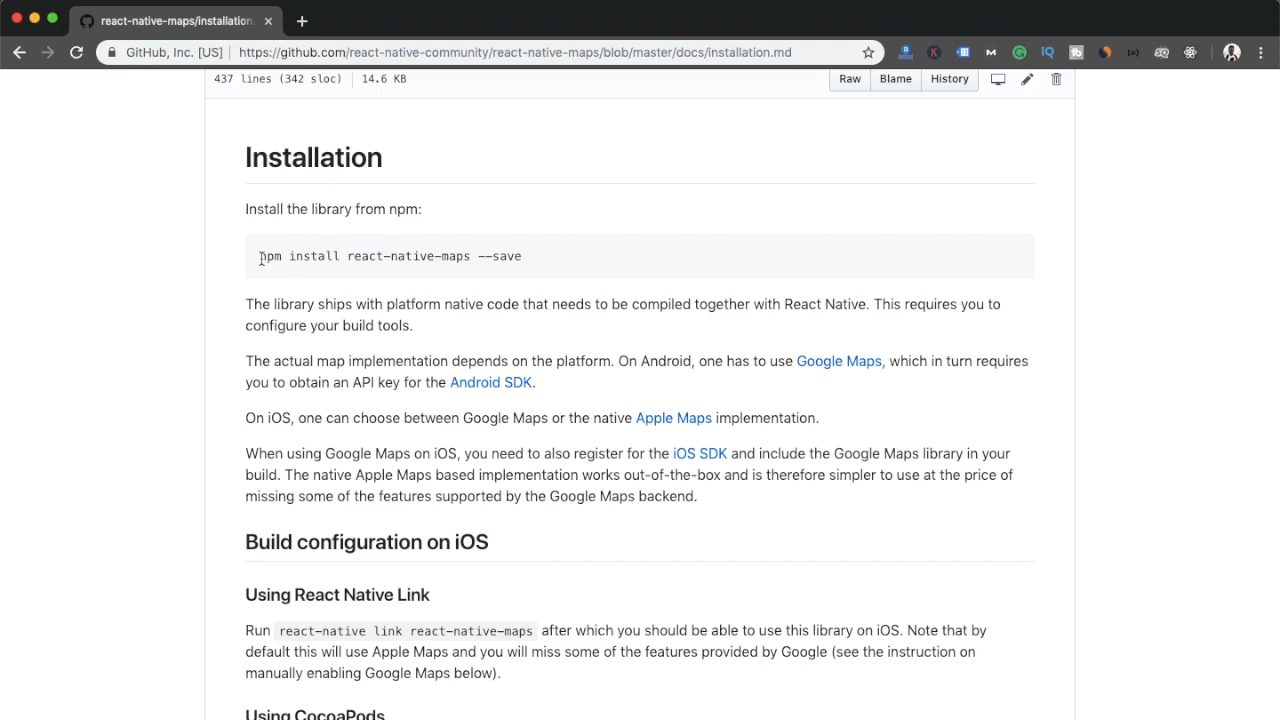 react-native-maps/installation.
GitHub, Inc. [US] https://github.com/react-native-community/react-native-maps/blob/master/docs/installation.md
437 lines (342 sloc) 14.6 KB Raw Blame History
Installation
Install the library from npm:
npm install react-native-maps --save
The library ships with platform native code that needs to be compiled together with React Native. This requires you to
configure your build tools.
The actual map implementation depends on the platform. On Android, one has to use Google Maps, which in turn requires
you to obtain an API key for the Android SDK.
On iOS, one can choose between Google Maps or the native Apple Maps implementation.
When using Google Maps on iOS, you need to also register for the iOS SDK and include the Google Maps library in your
build. The native Apple Maps based implementation works out-of-the-box and is therefore simpler to use at the price of
missing some of the features supported by the Google Maps backend.
Build configuration on iOS
Using React Native Link
Run react-native link react-native-maps after which you should be able to use this library on iOS. Note that by
default this will use Apple Maps and you will miss some of the features provided by Google (see the instruction on
manually enabling Google Maps below).
Using CocoaPods